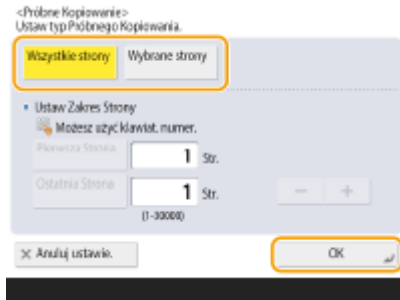 <Próbne Kopiowanie>
Ustaw typ Próbnego Kopiowania.
Wszystkie strony
Wybrane strony
Ustaw Zakres Strony
Możesz użyć klawiat. numer.
Pierwsza Strona
1 Str.
Ostatnia Strona
1 Str.
- +
(1-30000)
× Anuluj ustawie.
OK